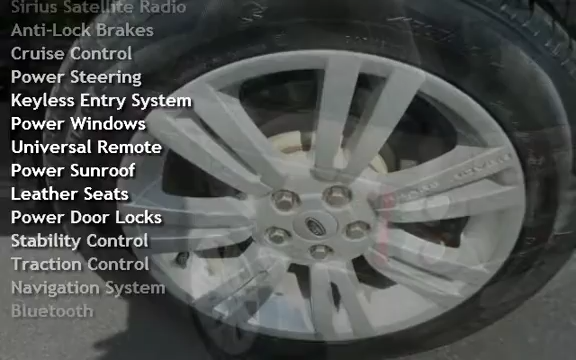 Sirius Satellite Radio
Anti-Lock Brakes
Cruise Control
Power Steering
Keyless Entry System
Power Windows
Universal Remote
Power Sunroof
Leather Seats
Power Door Locks
Stability Control
Traction Control
Navigation System
Bluetooth